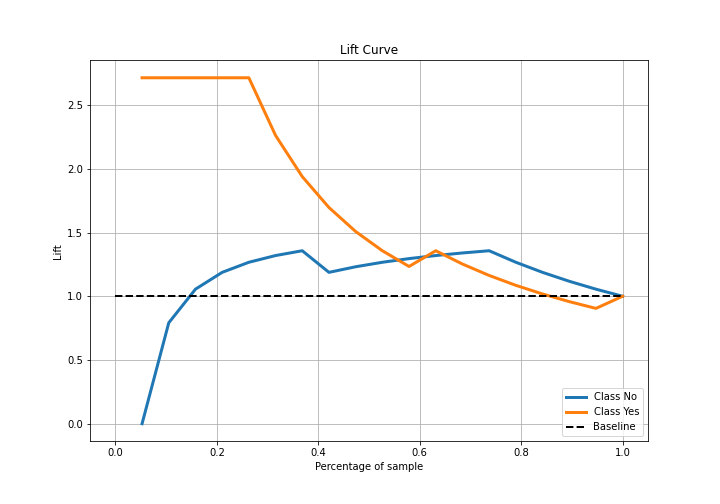 Lift Curve
Lift
2.5
2.0
1.5
1.0
0.5
0.0
0.0 0.2 0.4 0.6 0.8 1.0
Percentage of sample
Class No
Class Yes
Baseline